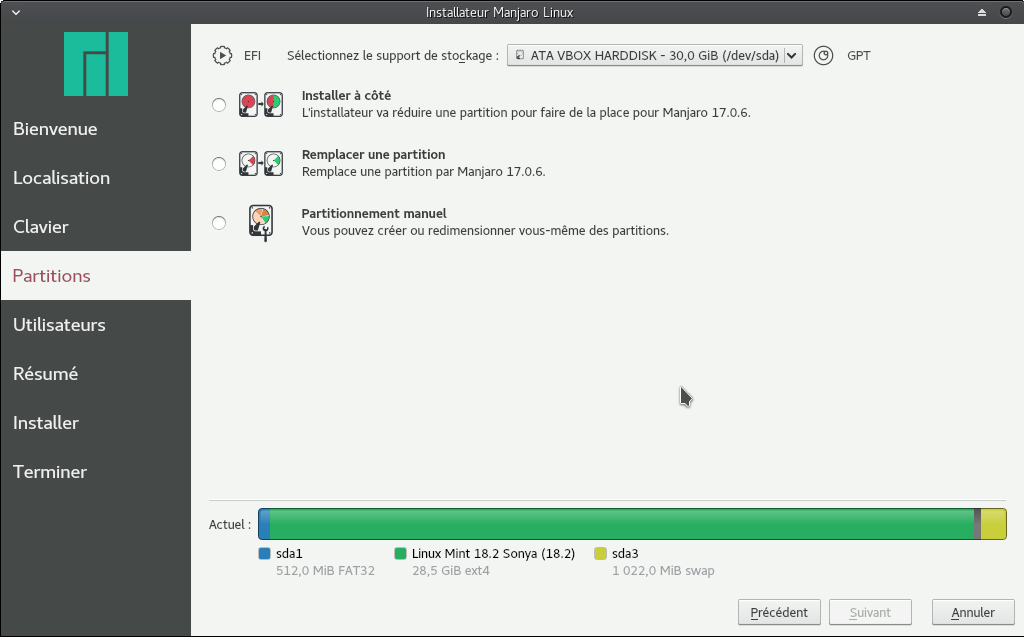 Installateur Manjaro Linux
Bienvenue
Localisation
Clavier
Partitions
Utilisateurs
Résumé
Installer
Terminer
EFI Sélectionnez le support de stockage : ATA VBOX HARDDISK - 30,0 GiB (/dev/sda) GPT
Installer à côté
L'installateur va réduire une partition pour faire de la place pour Manjaro 17.0.6.
Remplacer une partition
Remplace une partition par Manjaro 17.0.6.
Partitionnement manuel
Vous pouvez créer ou redimensionner vous-même des partitions.
Actuel :
sda1 Linux Mint 18.2 Sonya (18.2) sda3
512,0 MiB FAT32 28,5 GiB ext4 1 022,0 MiB swap
Précédent Suivant Annuler